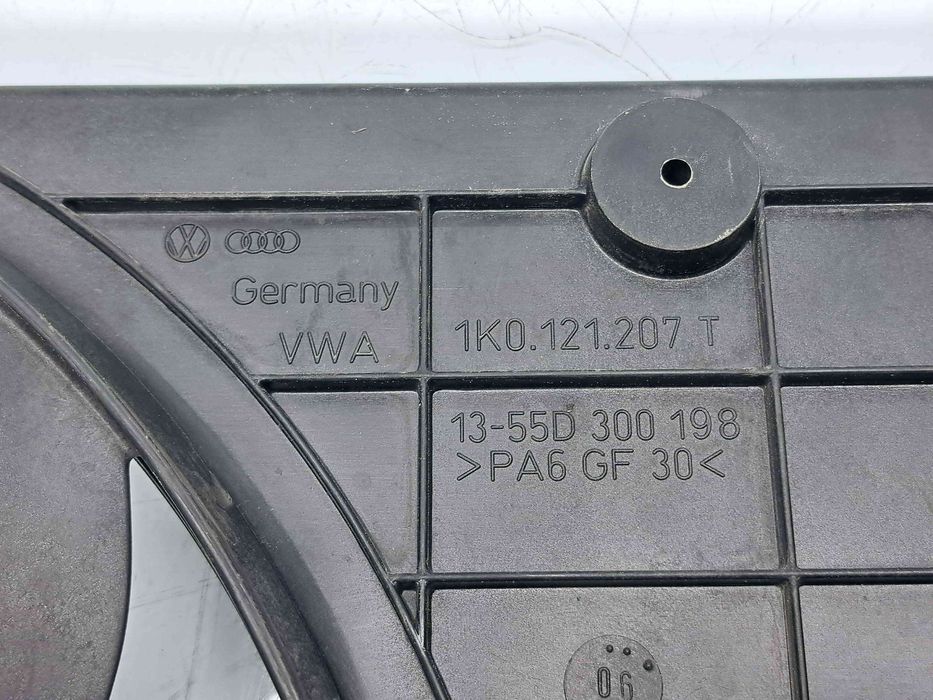 Germany
VWA
1K0.121.207 T
13-55D 300 198
>PA6 GF 30<
06